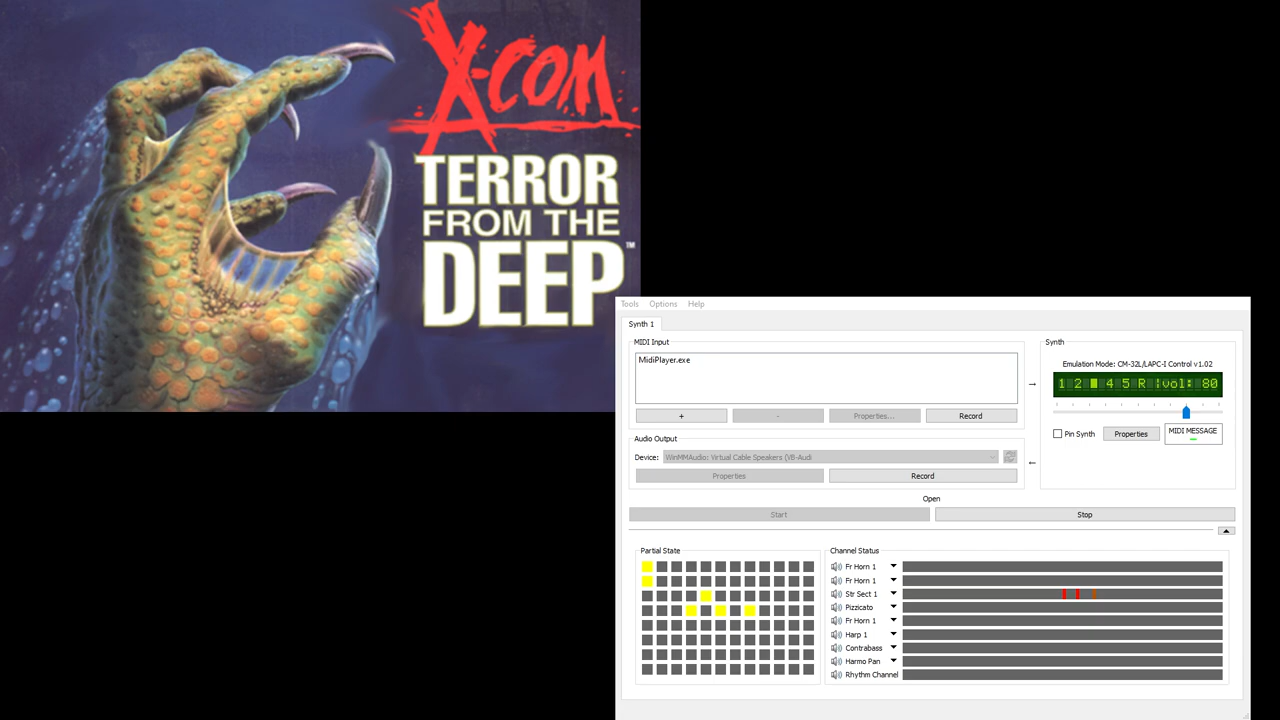 X-COM
TERROR
FROM THE
DEEP™
Tools Options Help
Synth 1
MIDI Input
MidiPlayer.exe
+ - Properties... Record
Audio Output
Device: WinMMAudio: Virtual Cable Speakers (VB-Audi
Properties Record
→
←
Synth
Emulation Mode: CM-32L/LAPC-I Control v1.02
1 2 █ 4 5 R |vol: 80
Pin Synth Properties MIDI MESSAGE
Open
Start Stop
Partial State
Channel Status
Fr Horn 1
Fr Horn 1
Str Sect 1
Pizzicato
Fr Horn 1
Harp 1
Contrabass
Harmo Pan
Rhythm Channel